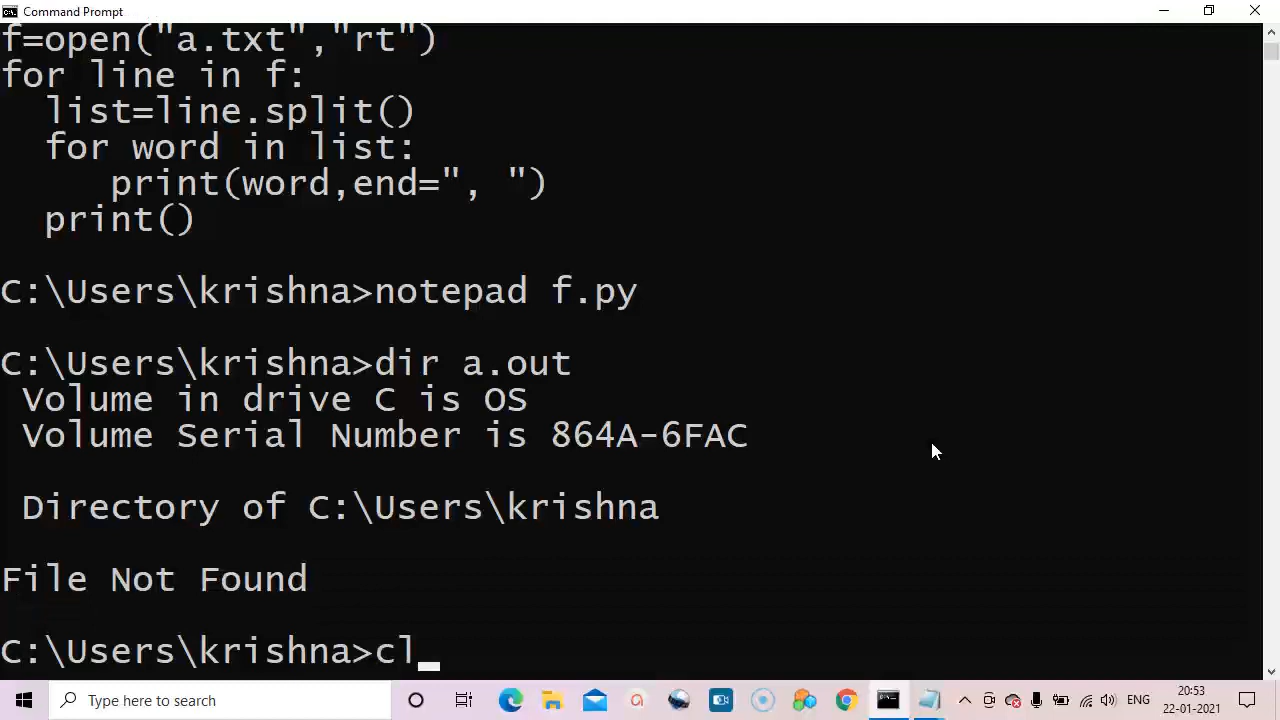 Command Prompt
f=open("a.txt","rt")
for line in f:
    list=line.split()
    for word in list:
          print(word,end=", ")
    print()
C:\Users\krishna>notepad f.py
C:\Users\krishna>dir a.out
 Volume in drive C is OS
 Volume Serial Number is 864A-6FAC
 Directory of C:\Users\krishna
File Not Found
C:\Users\krishna>cl_
Type here to search
ENG
20:53
22-01-2021